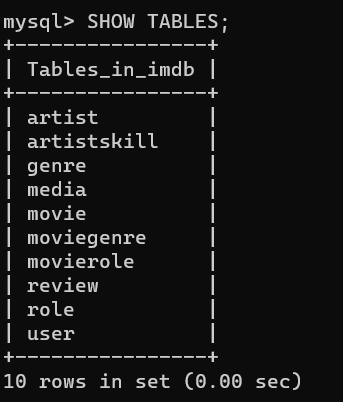 mysql> SHOW TABLES;
+----------------+
| Tables_in_imdb |
+----------------+
| artist         |
| artistskill    |
| genre          |
| media          |
| movie          |
| moviegenre     |
| movierole      |
| review         |
| role           |
| user           |
+----------------+
10 rows in set (0.00 sec)